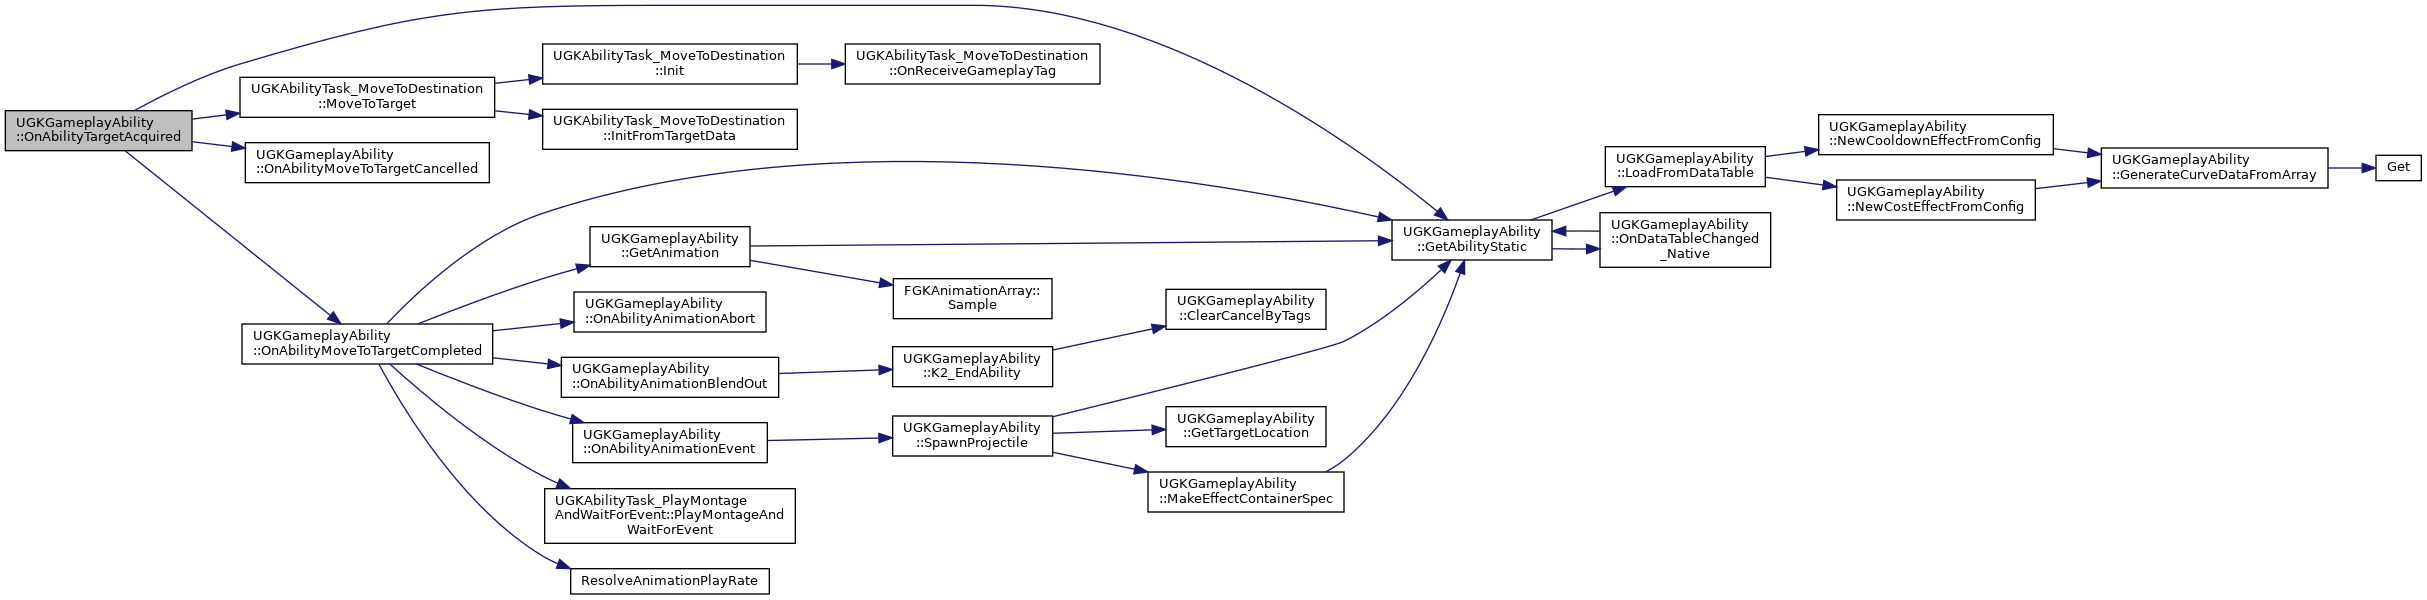 UGKGameplayAbility
::OnAbilityTargetAcquired
UGKAbilityTask_MoveToDestination
::MoveToTarget
UGKGameplayAbility
::OnAbilityMoveToTargetCancelled
UGKGameplayAbility
::OnAbilityMoveToTargetCompleted
UGKAbilityTask_MoveToDestination
::Init
UGKAbilityTask_MoveToDestination
::InitFromTargetData
UGKAbilityTask_MoveToDestination
::OnReceiveGameplayTag
UGKGameplayAbility
::GetAnimation
UGKGameplayAbility
::OnAbilityAnimationAbort
UGKGameplayAbility
::OnAbilityAnimationBlendOut
UGKGameplayAbility
::OnAbilityAnimationEvent
UGKAbilityTask_PlayMontage
AndWaitForEvent::PlayMontageAnd
WaitForEvent
ResolveAnimationPlayRate
FGKAnimationArray::
Sample
UGKGameplayAbility
::K2_EndAbility
UGKGameplayAbility
::SpawnProjectile
UGKGameplayAbility
::ClearCancelByTags
UGKGameplayAbility
::GetTargetLocation
UGKGameplayAbility
::MakeEffectContainerSpec
UGKGameplayAbility
::GetAbilityStatic
UGKGameplayAbility
::LoadFromDataTable
UGKGameplayAbility
::OnDataTableChanged
_Native
UGKGameplayAbility
::NewCooldownEffectFromConfig
UGKGameplayAbility
::NewCostEffectFromConfig
UGKGameplayAbility
::GenerateCurveDataFromArray
Get